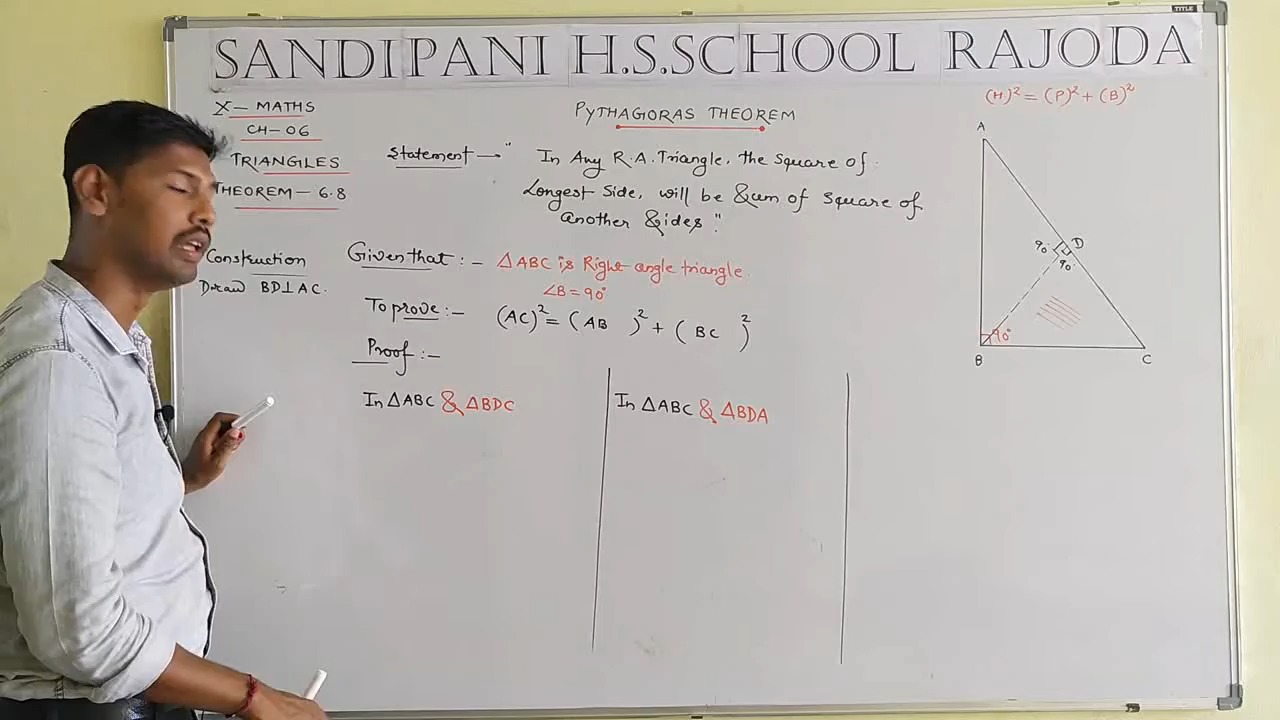 TITLE
SANDIPANI H.S.SCHOOL RAJODA
X- MATHS
CH-06
TRIANGLES
THEOREM-6.8
PYTHAGORAS THEOREM
Statement →" In Any R.A.Triangle, the Square of
Longest Side, will be Sum of Square of
Another Sides"
Construction
Draw BD⊥AC.
Given that :- △ABC is Right angle triangle.
∠B=90°
To prove:- (AC)²=(AB )²+(BC )²
Proof:-
In △ABC & △BDC
In △ABC & △BDA
(H)²=(P)²+(B)²
A
90° D
90°
90°
B C